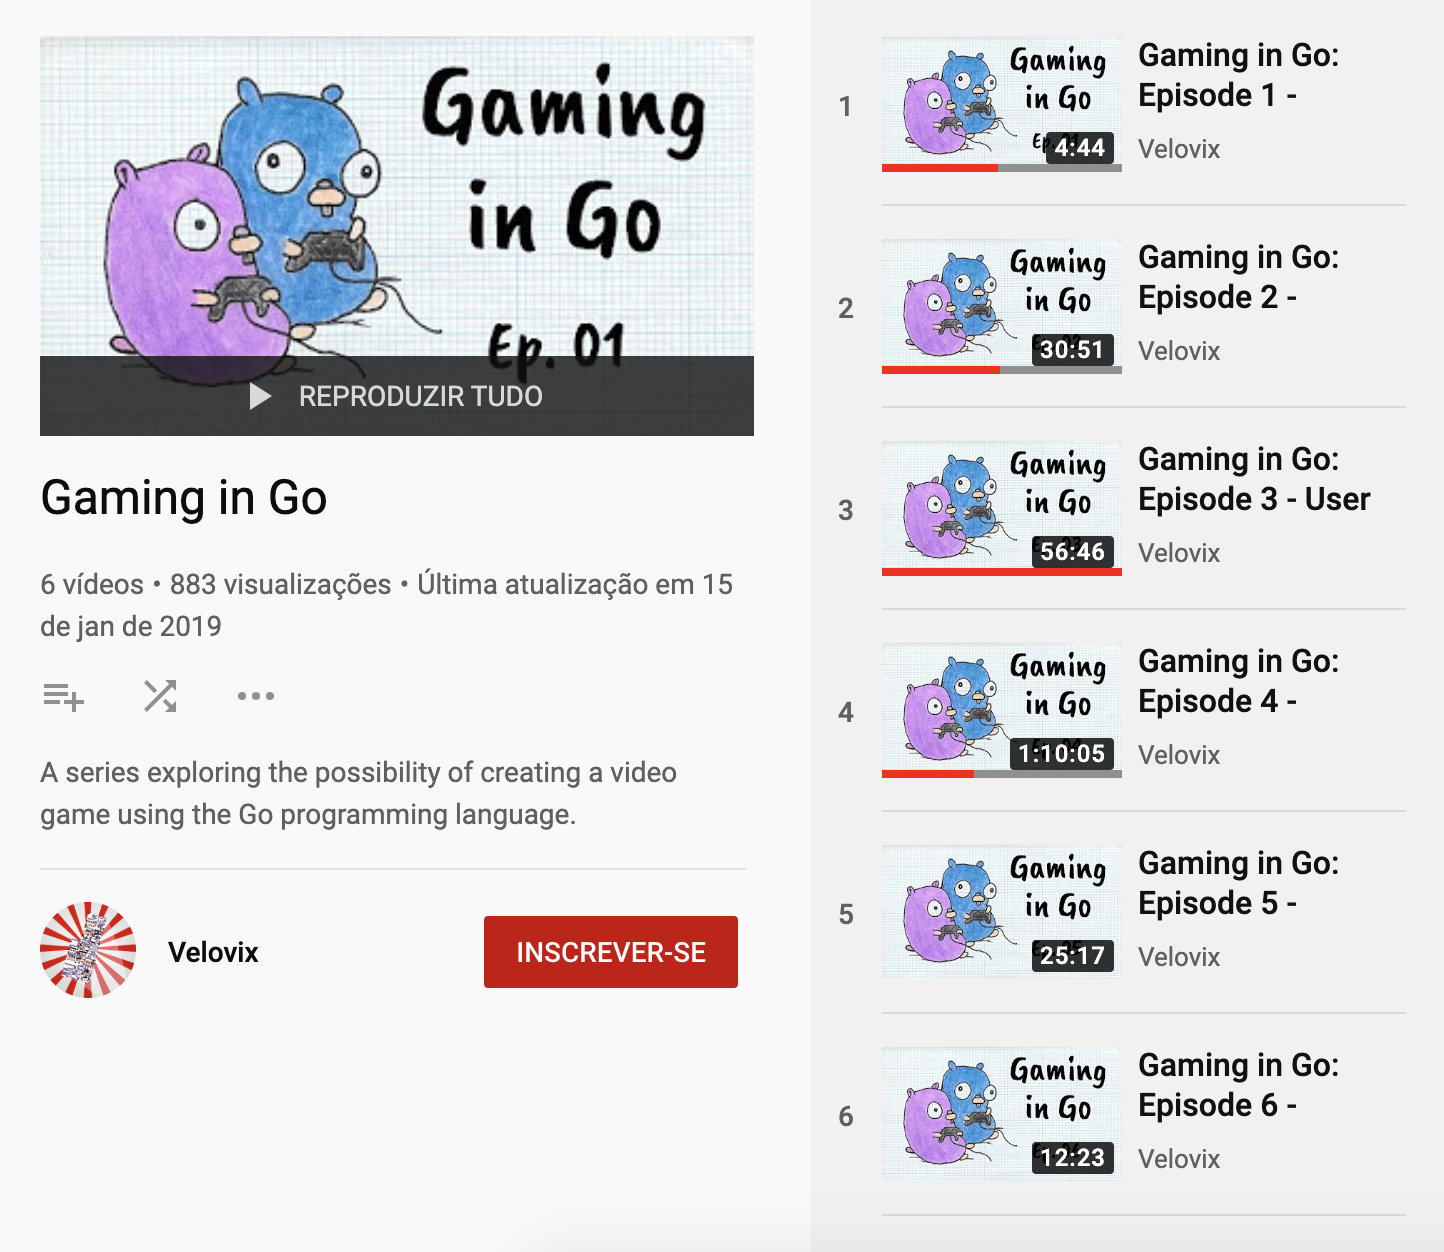 Gaming
in Go
Ep. 01
REPRODUZIR TUDO
Gaming in Go
6 vídeos • 883 visualizações • Última atualização em 15
de jan de 2019
A series exploring the possibility of creating a video
game using the Go programming language.
Velovix
INSCREVER-SE
1
Gaming
in Go
4:44
Gaming in Go:
Episode 1 -
Velovix
2
Gaming
in Go
30:51
Gaming in Go:
Episode 2 -
Velovix
3
Gaming
in Go
56:46
Gaming in Go:
Episode 3 - User
Velovix
4
Gaming
in Go
1:10:05
Gaming in Go:
Episode 4 -
Velovix
5
Gaming
in Go
25:17
Gaming in Go:
Episode 5 -
Velovix
6
Gaming
in Go
12:23
Gaming in Go:
Episode 6 -
Velovix